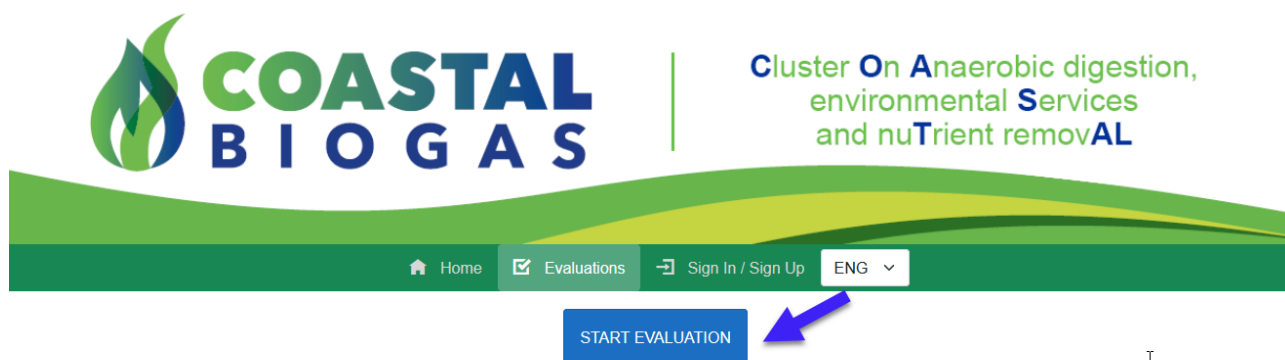 COASTAL
BIOGAS
Cluster On Anaerobic digestion,
environmental Services
and nuTrient removAL
Home Evaluations Sign In / Sign Up ENG
START EVALUATION